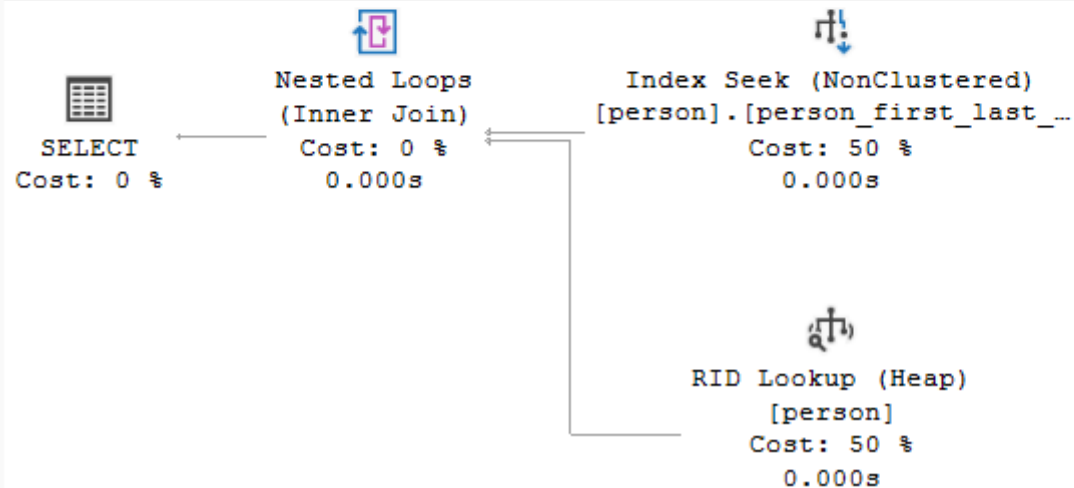 SELECT
Cost: 0 %
Nested Loops
(Inner Join)
Cost: 0 %
0.000s
Index Seek (NonClustered)
[person].[person_first_last_…
Cost: 50 %
0.000s
RID Lookup (Heap)
[person]
Cost: 50 %
0.000s